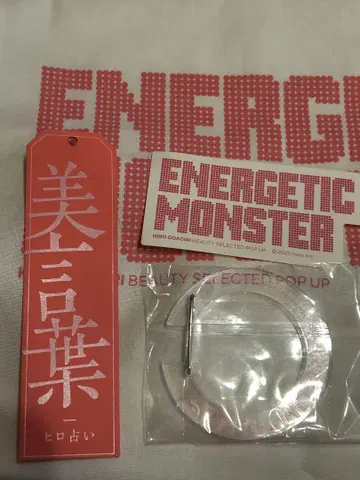 ENERGE
BEAUTY SELECTED POP UP
ENERGETIC
MONSTER
HIRO ODAGIRI BEAUTY SELECTED POP UP
美言葉
ヒロ占い